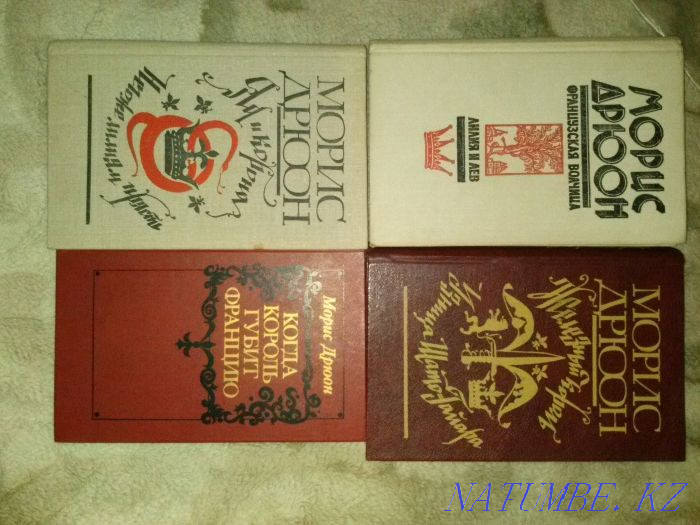 МОРИС
ДРЮОН
Яд и корона
Негоже лилиям прясть
МОРИС
ДРЮОН
ФРАНЦУЗСКАЯ ВОЛЧИЦА
ЛИЛИЯ И ЛЕВ
Морис Дрюон
КОГДА
КОРОЛЬ
ГУБИТ
ФРАНЦИЮ
МОРИС
ДРЮОН
Железный король
Узница Шато-Гайара
NATUMBE.KZ